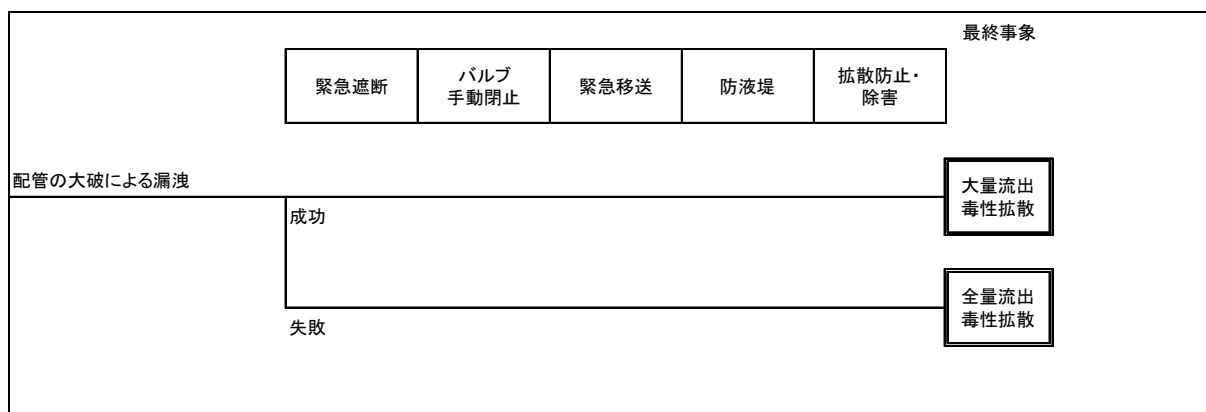 最終事象
緊急遮断
バルブ
手動閉止
緊急移送
防液堤
拡散防止・
除害
配管の大破による漏洩
大量流出
毒性拡散
成功
全量流出
毒性拡散
失敗